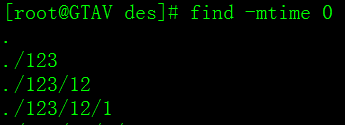 [root@GTAV des]# find -mtime 0
.
./123
./123/12
./123/12/1